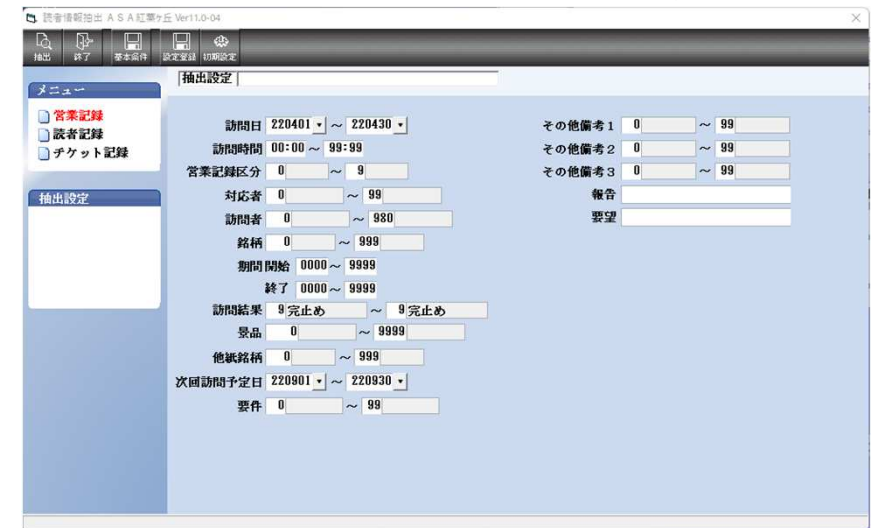 読者情報抽出 ASA紅葉ヶ丘 Ver11.0-04
抽出 終了 基本条件 設定登録 初期設定
メニュー
営業記録
読者記録
チケット記録
抽出設定
抽出設定
訪問日 220401 ～ 220430
訪問時間 00:00 ～ 99:99
営業記録区分 0 ～ 9
対応者 0 ～ 99
訪問者 0 ～ 980
銘柄 0 ～ 999
期間 開始 0000 ～ 9999
終了 0000 ～ 9999
訪問結果 9 完止め ～ 9 完止め
景品 0 ～ 9999
他紙銘柄 0 ～ 999
次回訪問予定日 220901 ～ 220930
要件 0 ～ 99
その他備考1 0 ～ 99
その他備考2 0 ～ 99
その他備考3 0 ～ 99
報告
要望